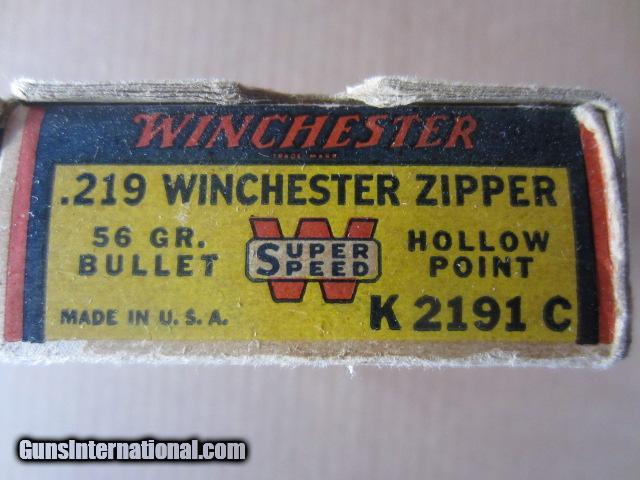 WINCHESTER
TRADE MARK
.219 WINCHESTER ZIPPER
56 GR. BULLET
W SUPER SPEED
HOLLOW POINT
MADE IN U. S. A.
K 2191 C
GunsInternational.com